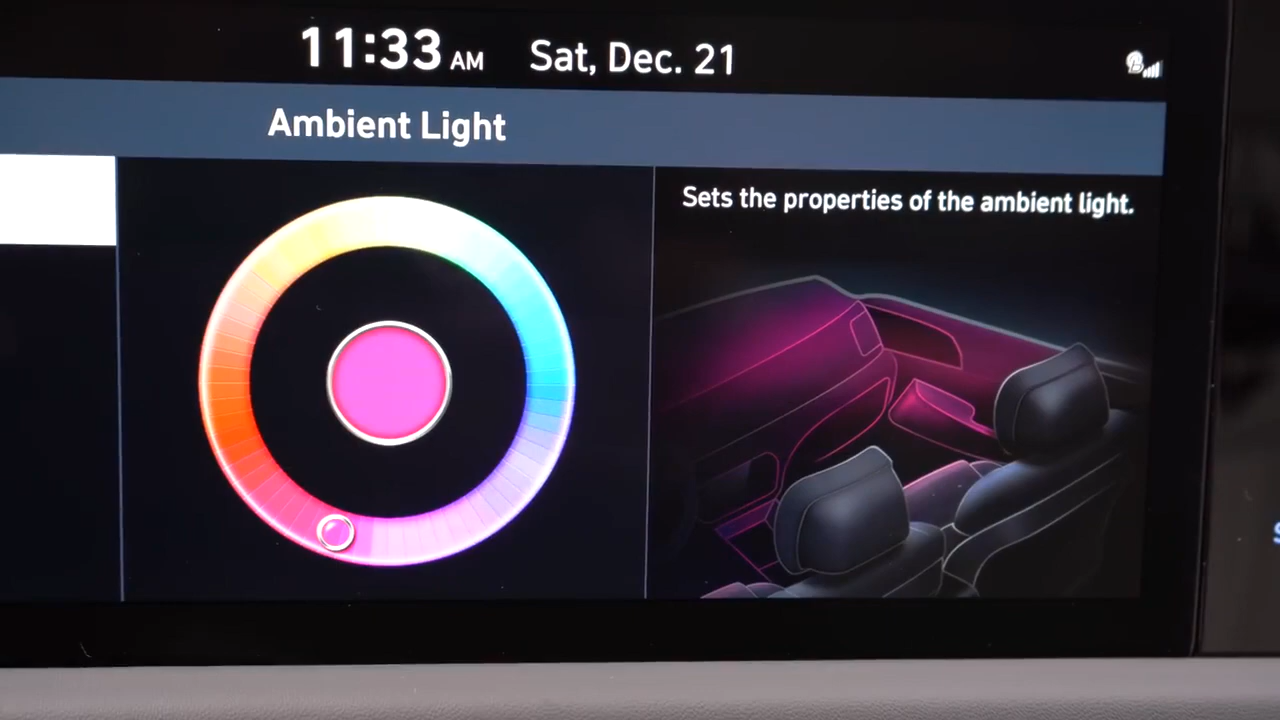 11:33 AM Sat, Dec. 21
Ambient Light
Sets the properties of the ambient light.